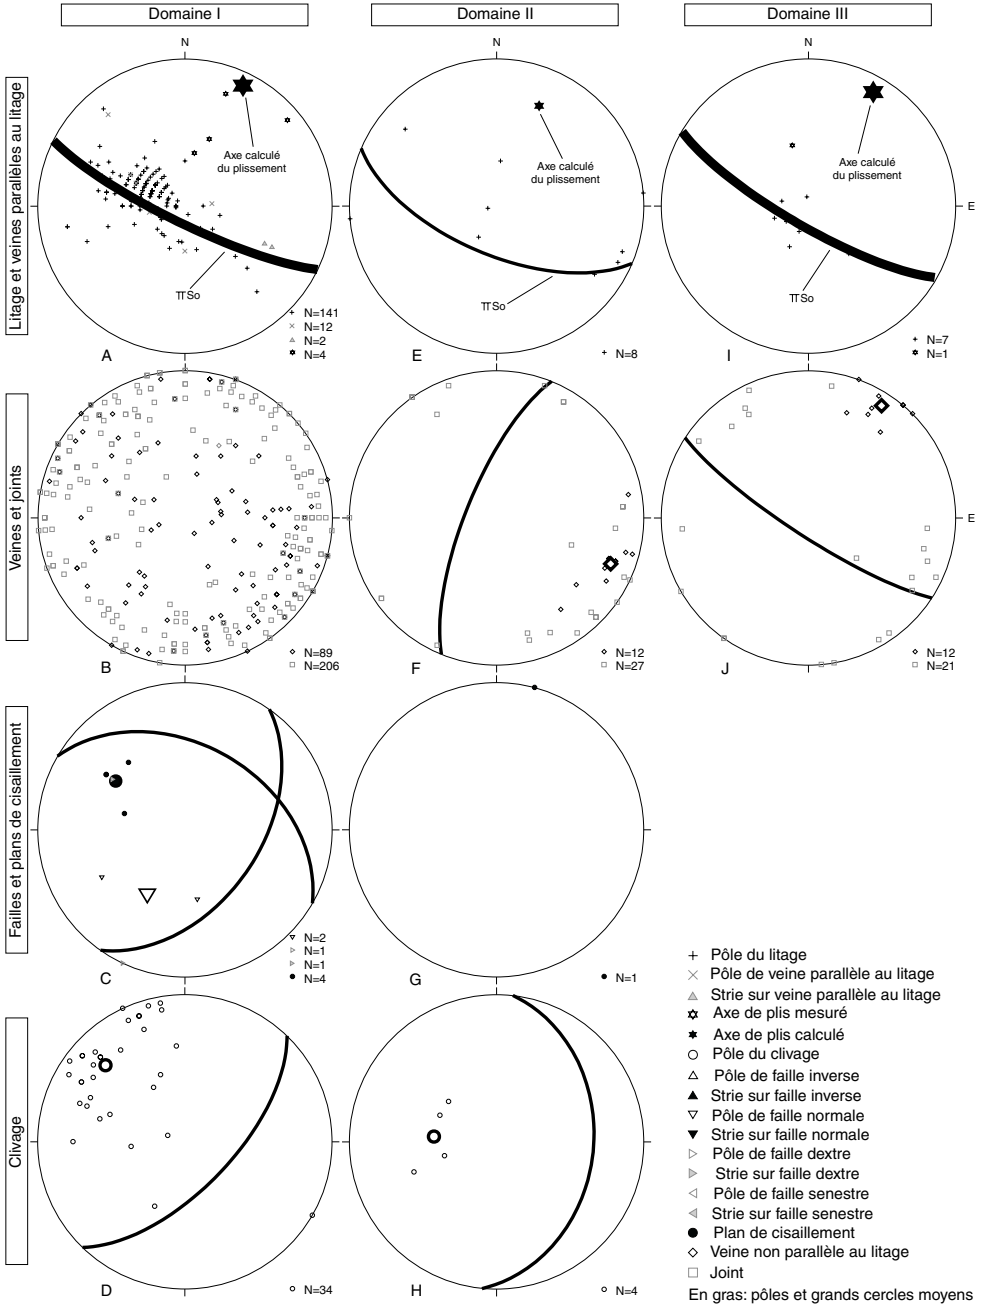 Domaine I
Domaine II
Domaine III
Litage et veines parallèles au litage
N
N
N
Axe calculé
du plissement
Axe calculé
du plissement
Axe calculé
du plissement
E
πSo
πSo
πSo
N=141
N=12
N=2
N=4
A
E
N=8
I
N=7
N=1
Veines et joints
E
B
N=89
N=206
F
N=12
N=27
J
N=12
N=21
Failles et plans de cisaillement
C
N=2
N=1
N=1
N=4
G
N=1
Clivage
D
N=34
H
N=4
Pôle du litage
Pôle de veine parallèle au litage
Strie sur veine parallèle au litage
Axe de plis mesuré
Axe de plis calculé
Pôle du clivage
Pôle de faille inverse
Strie sur faille inverse
Pôle de faille normale
Strie sur faille normale
Pôle de faille dextre
Strie sur faille dextre
Pôle de faille senestre
Strie sur faille senestre
Plan de cisaillement
Veine non parallèle au litage
Joint
En gras: pôles et grands cercles moyens